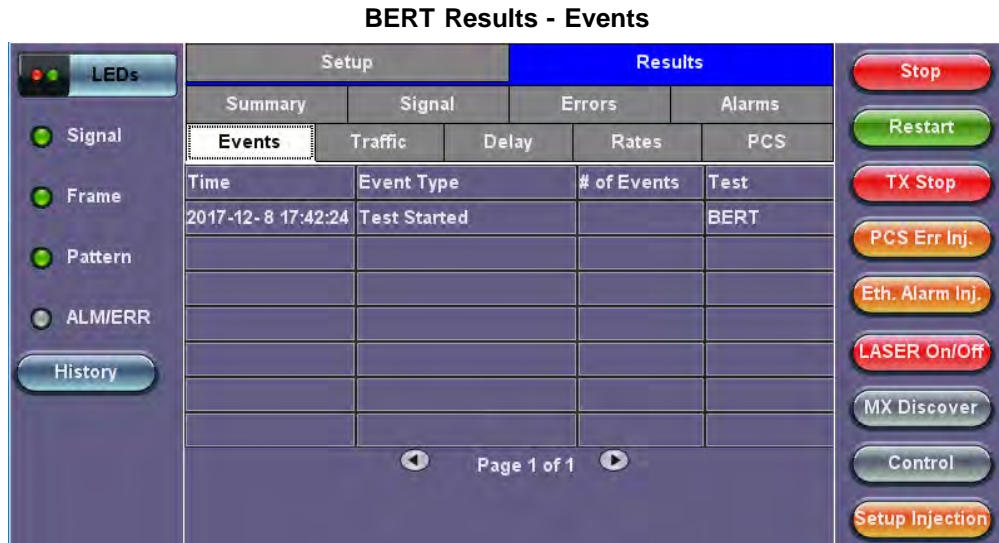 BERT Results - Events
LEDs
Signal
Frame
Pattern
ALM/ERR
History
Setup Results
Summary Signal Errors Alarms
Events Traffic Delay Rates PCS
Time Event Type # of Events Test
2017-12- 8 17:42:24 Test Started BERT
Page 1 of 1
Stop
Restart
TX Stop
PCS Err Inj.
Eth. Alarm Inj.
LASER On/Off
MX Discover
Control
Setup Injection